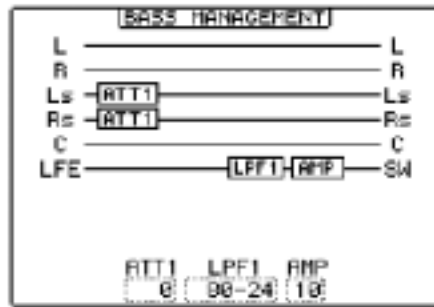 BASS MANAGEMENT
L L
R R
Ls ATT1 Ls
Rs ATT1 Rs
C C
LFE LPF1 AMP SW
ATT1 LPF1 AMP
0 80-24 10